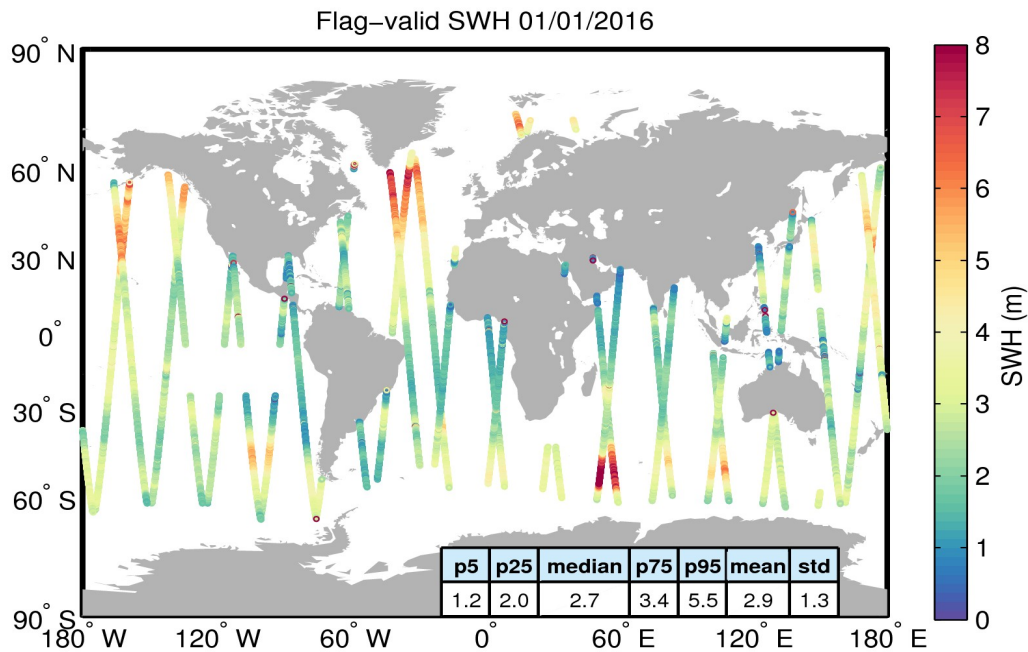 Flag−valid SWH 01/01/2016
90° N
60° N
30° N
0°
30° S
60° S
90° S
180° W
120° W
60° W
0°
60° E
120° E
180° E
p5 p25 median p75 p95 mean std
1.2 2.0 2.7 3.4 5.5 2.9 1.3
8
7
6
5
4
3
2
1
0
SWH (m)